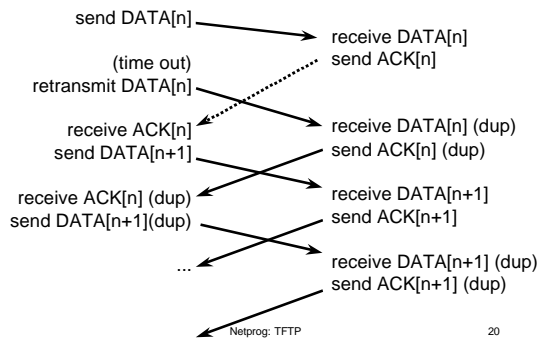 send DATA[n]
receive DATA[n]
send ACK[n]
(time out)
retransmit DATA[n]
receive ACK[n]
send DATA[n+1]
receive DATA[n] (dup)
send ACK[n] (dup)
receive ACK[n] (dup)
send DATA[n+1](dup)
receive DATA[n+1]
send ACK[n+1]
...
receive DATA[n+1] (dup)
send ACK[n+1] (dup)
Netprog: TFTP
20